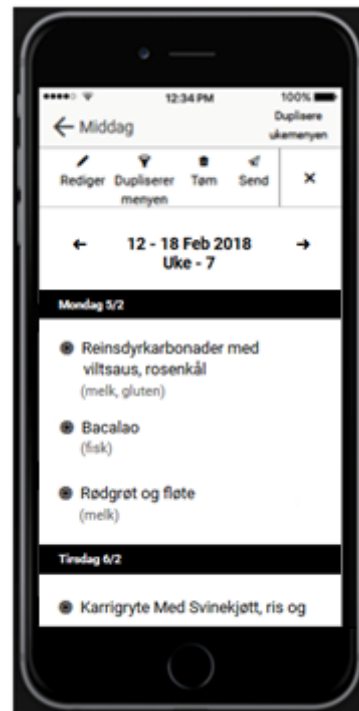 12:34 PM
100%
← Middag
Duplisere
ukemenyen
Rediger
Dupliserer
menyen
Tøm
Send
×
← 12 - 18 Feb 2018 →
Uke - 7
Mondag 5/2
Reinsdyrkarbonader med
viltsaus, rosenkål
(melk, gluten)
Bacalao
(fisk)
Rødgrøt og fløte
(melk)
Tirsdag 6/2
Karrigryte Med Svinekjøtt, ris og